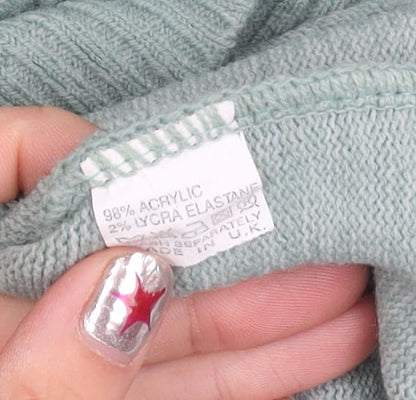 98% ACRYLIC
2% LYCRA ELASTANE
WASH SEPARATELY
MADE IN U.K.